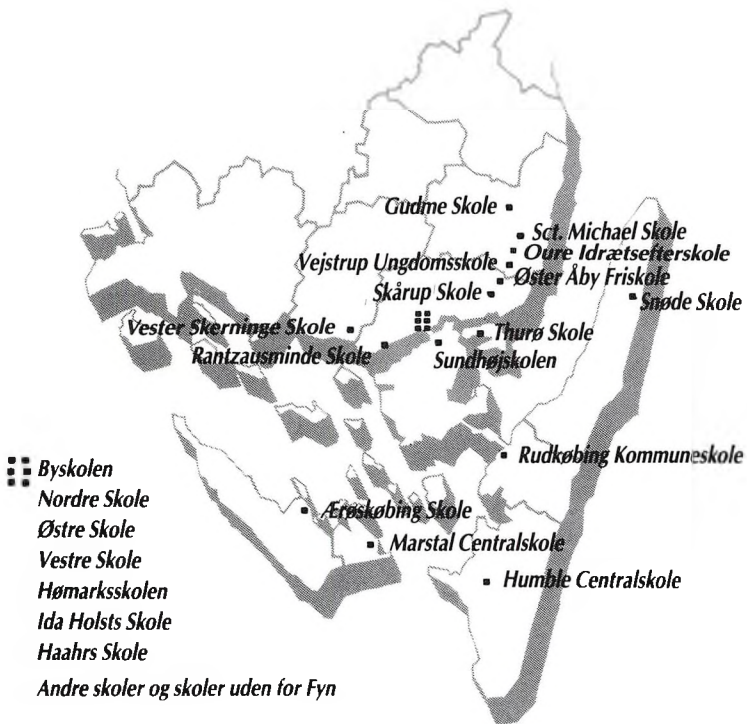 Gudme Skole
Sct. Michael Skole
Oure Idrætsefterskole
Vejstrup Ungdomsskole
Øster Åby Friskole
Skårup Skole
Snøde Skole
Vester Skerninge Skole
Thurø Skole
Rantzausminde Skole
Sundhøjskolen
Rudkøbing Kommuneskole
Byskolen
Nordre Skole
Ærøskøbing Skole
Østre Skole
Marstal Centralskole
Vestre Skole
Humble Centralskole
Hømarksskolen
Ida Holsts Skole
Haahrs Skole
Andre skoler og skoler uden for Fyn